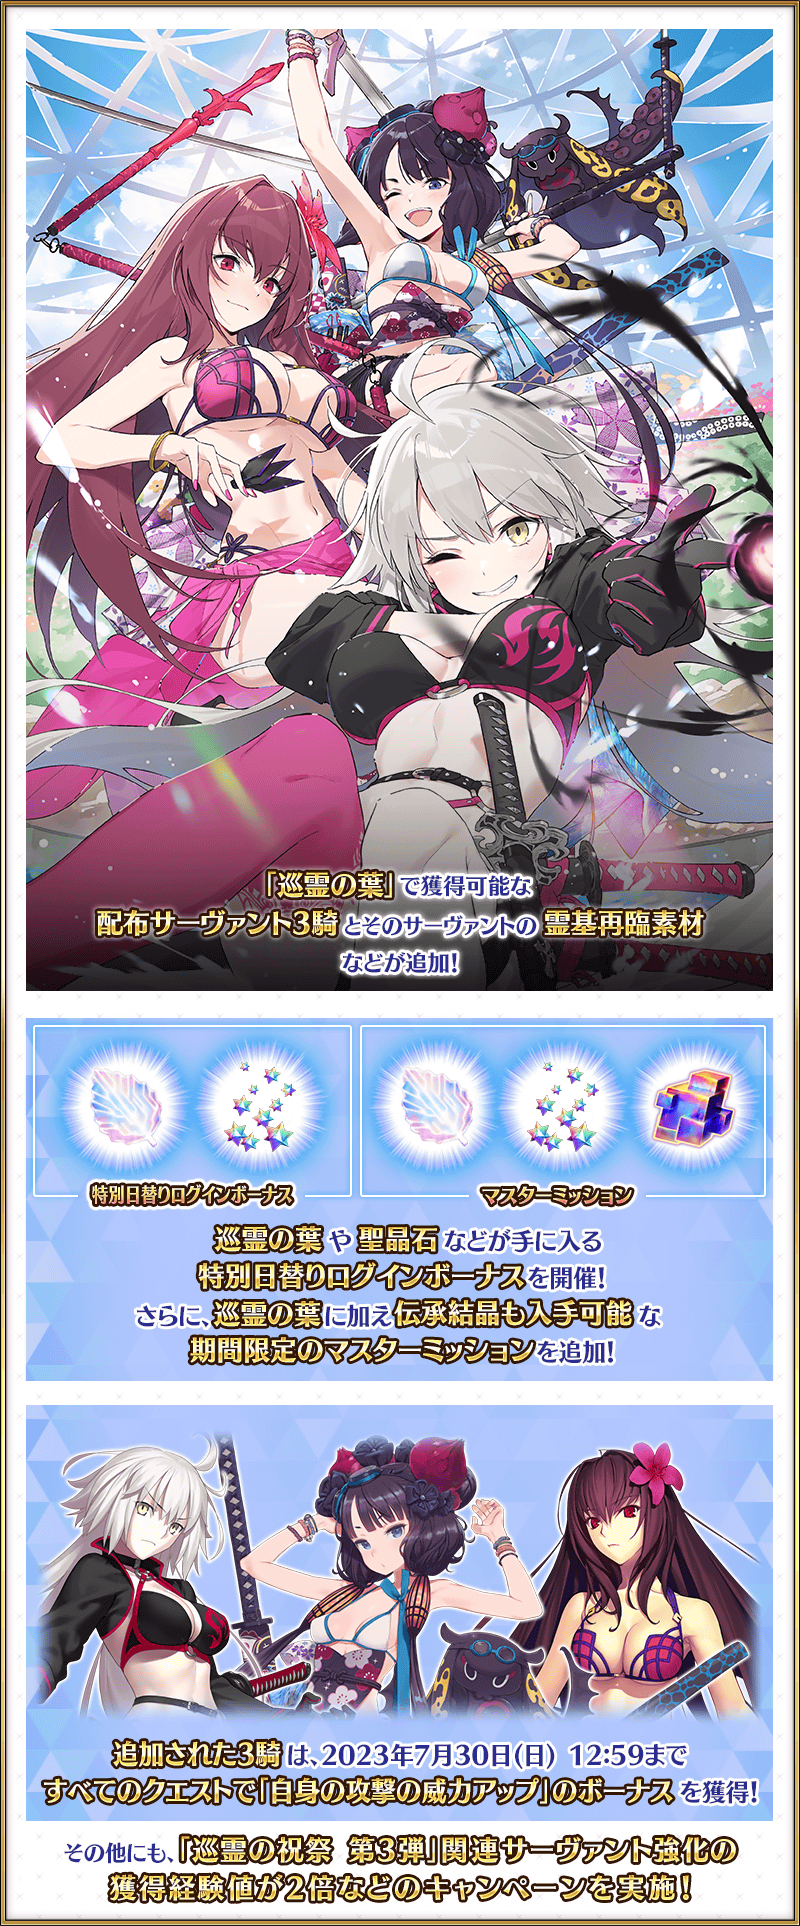 「巡霊の葉」で獲得可能な
配布サーヴァント3騎とそのサーヴァントの霊基再臨素材
などが追加!
特別日替りログインボーナス
マスターミッション
巡霊の葉や聖晶石などが手に入る
特別日替りログインボーナスを開催!
さらに、巡霊の葉に加え伝承結晶も入手可能な
期間限定のマスターミッションを追加!
追加された3騎は、2023年7月30日(日) 12:59まで
すべてのクエストで「自身の攻撃の威力アップ」のボーナスを獲得!
その他にも、「巡霊の祝祭 第3弾」関連サーヴァント強化の
獲得経験値が2倍などのキャンペーンを実施!